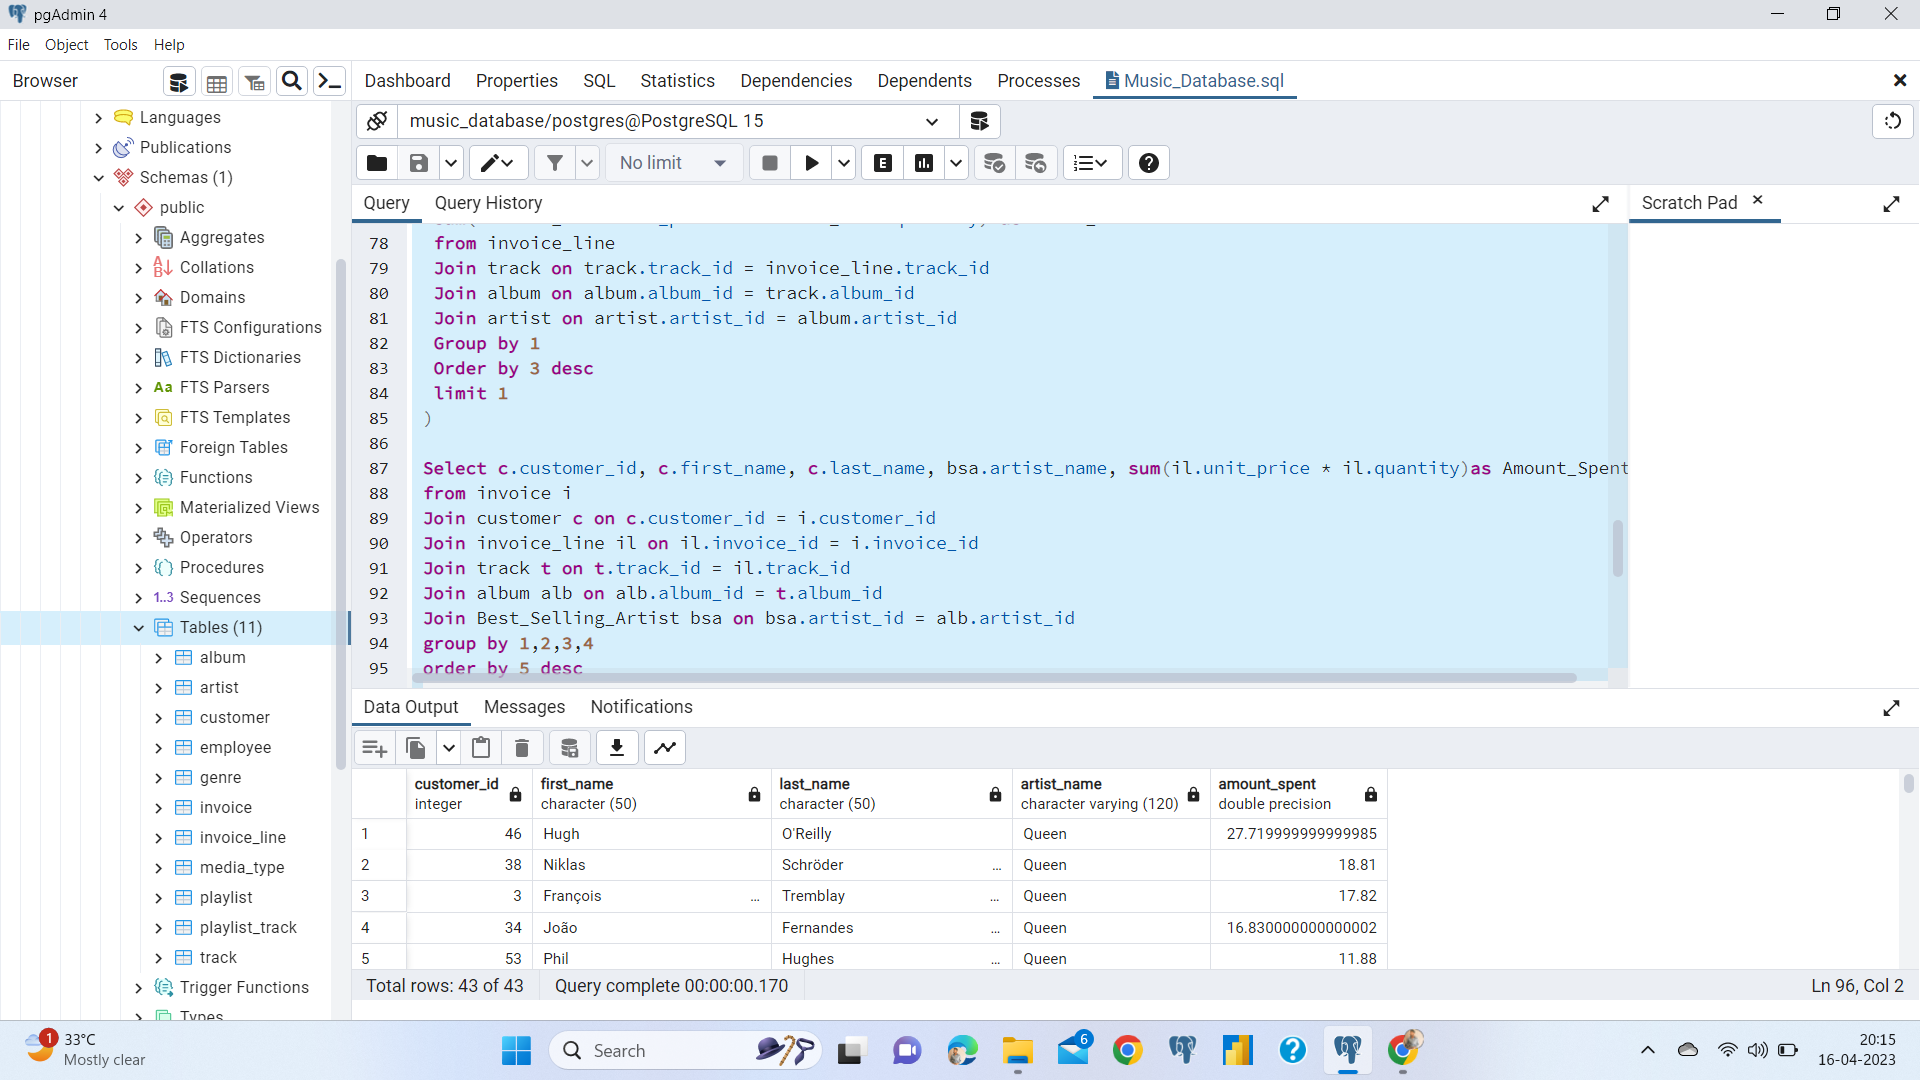 pgAdmin 4
File Object Tools Help
Browser
Dashboard Properties SQL Statistics Dependencies Dependents Processes Music_Database.sql
music_database/postgres@PostgreSQL 15
No limit
Languages
Publications
Schemas (1)
public
Aggregates
Collations
Domains
FTS Configurations
FTS Dictionaries
FTS Parsers
FTS Templates
Foreign Tables
Functions
Materialized Views
Operators
Procedures
1..3 Sequences
Tables (11)
album
artist
customer
employee
genre
invoice
invoice_line
media_type
playlist
playlist_track
track
Trigger Functions
Types
Query Query History
Scratch Pad
78 from invoice_line
79 Join track on track.track_id = invoice_line.track_id
80 Join album on album.album_id = track.album_id
81 Join artist on artist.artist_id = album.artist_id
82 Group by 1
83 Order by 3 desc
84 limit 1
85 )
86
87 Select c.customer_id, c.first_name, c.last_name, bsa.artist_name, sum(il.unit_price * il.quantity)as Amount_Spent
88 from invoice i
89 Join customer c on c.customer_id = i.customer_id
90 Join invoice_line il on il.invoice_id = i.invoice_id
91 Join track t on t.track_id = il.track_id
92 Join album alb on alb.album_id = t.album_id
93 Join Best_Selling_Artist bsa on bsa.artist_id = alb.artist_id
94 group by 1,2,3,4
95 order by 5 desc
Data Output Messages Notifications
customer_id first_name last_name artist_name amount_spent
integer character (50) character (50) character varying (120) double precision
1 46 Hugh O'Reilly Queen 27.719999999999985
2 38 Niklas Schröder ... Queen 18.81
3 3 François ... Tremblay ... Queen 17.82
4 34 João Fernandes ... Queen 16.830000000000002
5 53 Phil Hughes ... Queen 11.88
Total rows: 43 of 43 Query complete 00:00:00.170 Ln 96, Col 2
1 33°C
Mostly clear
Search
6
20:15
16-04-2023